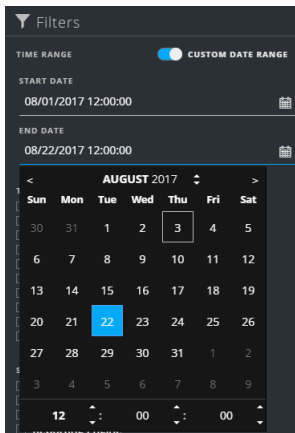 Filters
TIME RANGE CUSTOM DATE RANGE
START DATE
08/01/2017 12:00:00
END DATE
08/22/2017 12:00:00
< AUGUST 2017 >
Sun Mon Tue Wed Thu Fri Sat
30 31 1 2 3 4 5
6 7 8 9 10 11 12
13 14 15 16 17 18 19
20 21 22 23 24 25 26
27 28 29 30 31 1 2
3 4 5 6 7 8 9
12 : 00 : 00